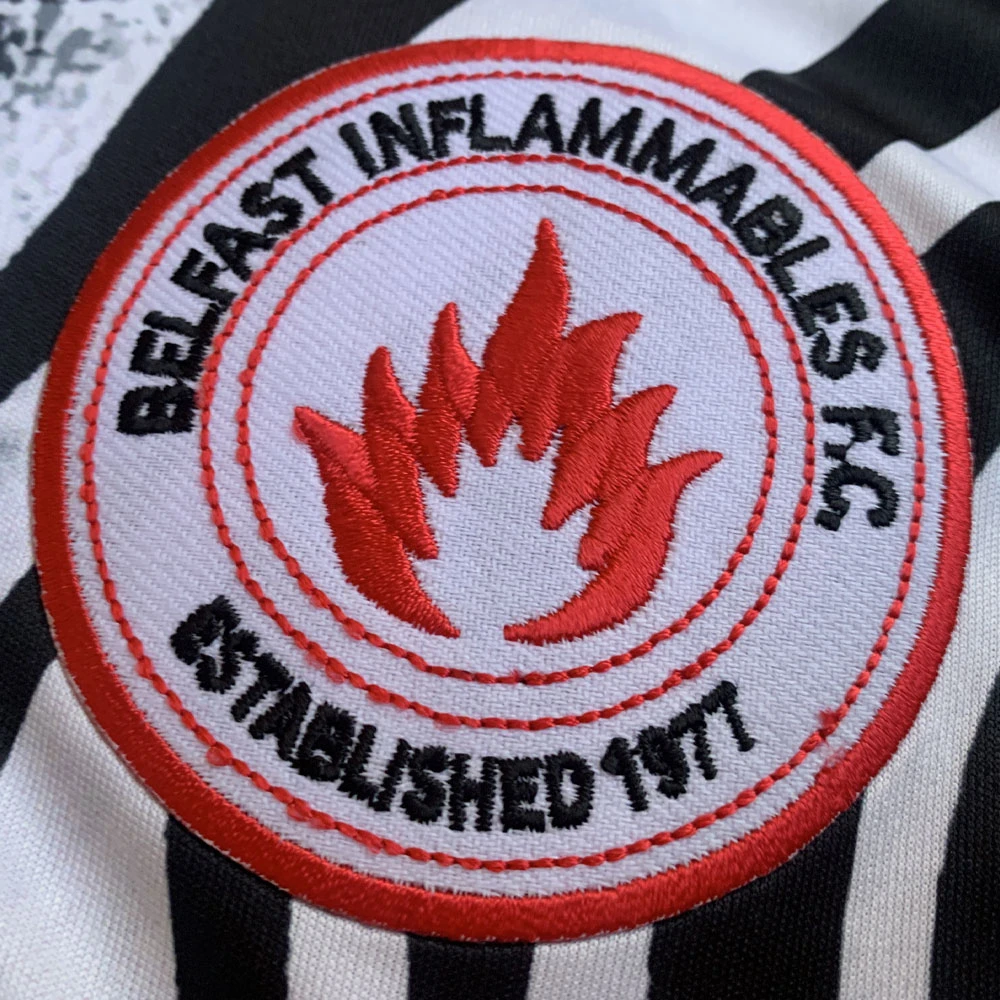 BELFAST INFLAMMABLES F.C.
ESTABLISHED 1977